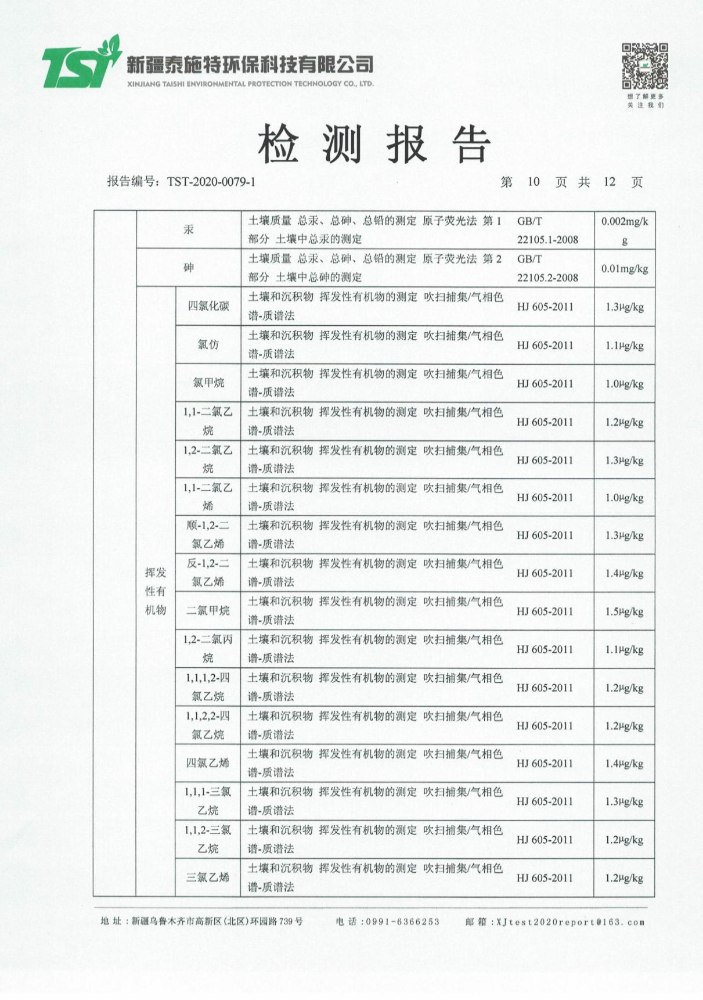 TST
新疆泰施特环保科技有限公司
XINJIANG TAISHI ENVIRONMENTAL PROTECTION TECHNOLOGY CO., LTD.
想了解更多
关注我们
检测报告
报告编号：TST-2020-0079-1
第 10 页 共 12 页
汞
土壤质量 总汞、总砷、总铅的测定 原子荧光法 第1
部分 土壤中总汞的测定
GB/T
22105.1-2008
0.002mg/k
g
砷
土壤质量 总汞、总砷、总铅的测定 原子荧光法 第2
部分 土壤中总砷的测定
GB/T
22105.2-2008
0.01mg/kg
挥发
性有
机物
四氯化碳
土壤和沉积物 挥发性有机物的测定 吹扫捕集/气相色
谱-质谱法
HJ 605-2011
1.3μg/kg
氯仿
土壤和沉积物 挥发性有机物的测定 吹扫捕集/气相色
谱-质谱法
HJ 605-2011
1.1μg/kg
氯甲烷
土壤和沉积物 挥发性有机物的测定 吹扫捕集/气相色
谱-质谱法
HJ 605-2011
1.0μg/kg
1,1-二氯乙
烷
土壤和沉积物 挥发性有机物的测定 吹扫捕集/气相色
谱-质谱法
HJ 605-2011
1.2μg/kg
1,2-二氯乙
烷
土壤和沉积物 挥发性有机物的测定 吹扫捕集/气相色
谱-质谱法
HJ 605-2011
1.3μg/kg
1,1-二氯乙
烯
土壤和沉积物 挥发性有机物的测定 吹扫捕集/气相色
谱-质谱法
HJ 605-2011
1.0μg/kg
顺-1,2-二
氯乙烯
土壤和沉积物 挥发性有机物的测定 吹扫捕集/气相色
谱-质谱法
HJ 605-2011
1.3μg/kg
反-1,2-二
氯乙烯
土壤和沉积物 挥发性有机物的测定 吹扫捕集/气相色
谱-质谱法
HJ 605-2011
1.4μg/kg
二氯甲烷
土壤和沉积物 挥发性有机物的测定 吹扫捕集/气相色
谱-质谱法
HJ 605-2011
1.5μg/kg
1,2-二氯丙
烷
土壤和沉积物 挥发性有机物的测定 吹扫捕集/气相色
谱-质谱法
HJ 605-2011
1.1μg/kg
1,1,1,2-四
氯乙烷
土壤和沉积物 挥发性有机物的测定 吹扫捕集/气相色
谱-质谱法
HJ 605-2011
1.2μg/kg
1,1,2,2-四
氯乙烷
土壤和沉积物 挥发性有机物的测定 吹扫捕集/气相色
谱-质谱法
HJ 605-2011
1.2μg/kg
四氯乙烯
土壤和沉积物 挥发性有机物的测定 吹扫捕集/气相色
谱-质谱法
HJ 605-2011
1.4μg/kg
1,1,1-三氯
乙烷
土壤和沉积物 挥发性有机物的测定 吹扫捕集/气相色
谱-质谱法
HJ 605-2011
1.3μg/kg
1,1,2-三氯
乙烷
土壤和沉积物 挥发性有机物的测定 吹扫捕集/气相色
谱-质谱法
HJ 605-2011
1.2μg/kg
三氯乙烯
土壤和沉积物 挥发性有机物的测定 吹扫捕集/气相色
谱-质谱法
HJ 605-2011
1.2μg/kg
地址:新疆乌鲁木齐市高新区(北区)环园路739号 电话:0991-6366253 邮箱:XJtest2020report@163.com